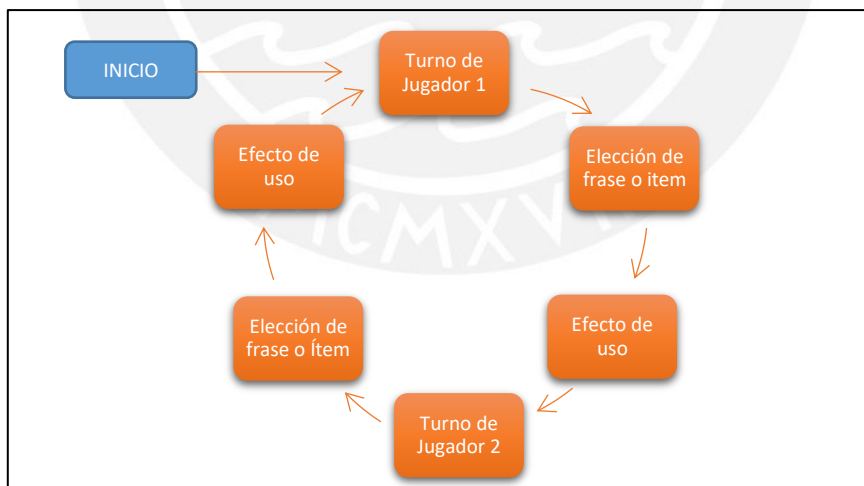 INICIO
Turno de
Jugador 1
Elección de
frase o item
Efecto de
uso
Turno de
Jugador 2
Elección de
frase o Ítem
Efecto de
uso